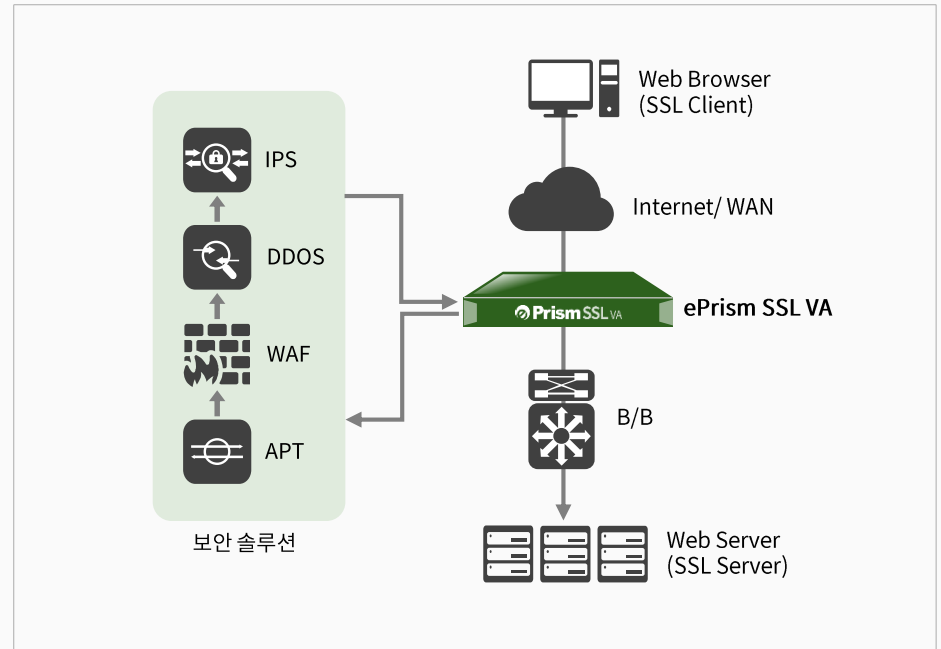 Web Browser
(SSL Client)
IPS
Internet/ WAN
DDOS
ePrism SSL VA
Prism SSL VA
WAF
B/B
APT
보안 솔루션
Web Server
(SSL Server)